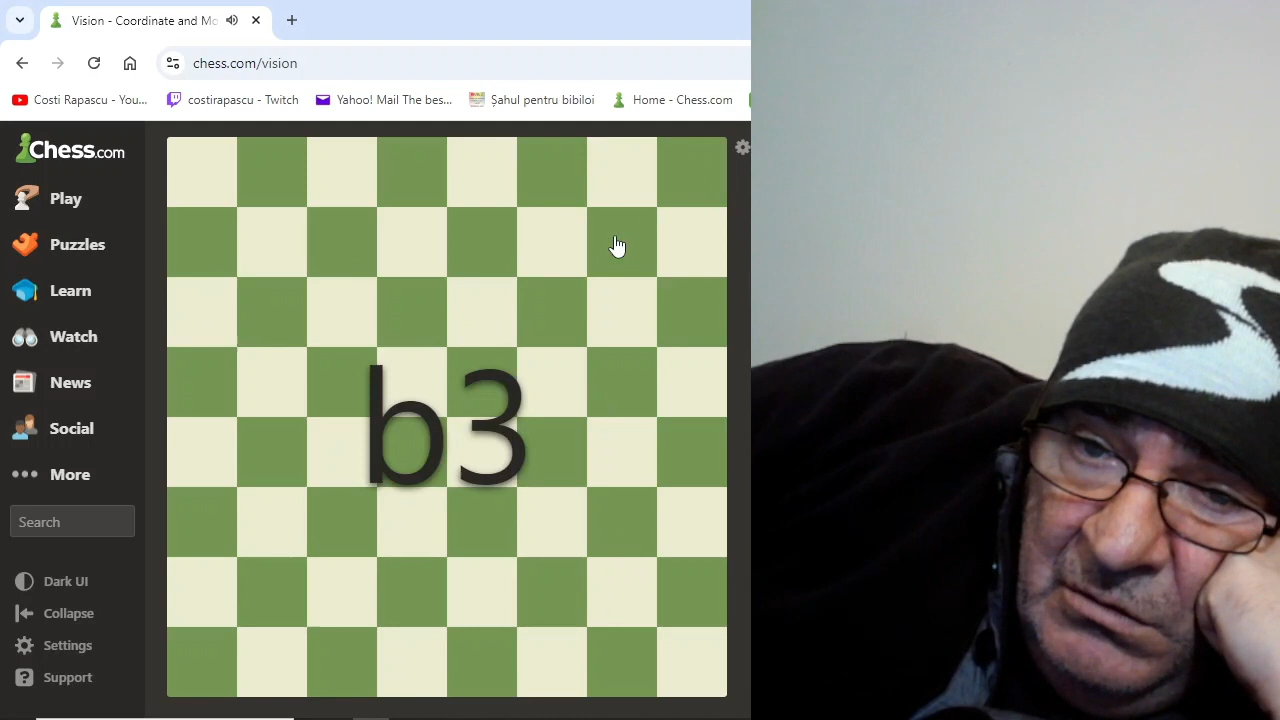 Vision - Coordinate and Mo
chess.com/vision
Costi Rapascu - You...
costirapascu - Twitch
Yahoo! Mail The bes...
Șahul pentru bibiloi
Home - Chess.com
Chess.com
Play
Puzzles
Learn
Watch
News
Social
More
Search
Dark UI
Collapse
Settings
Support
b3